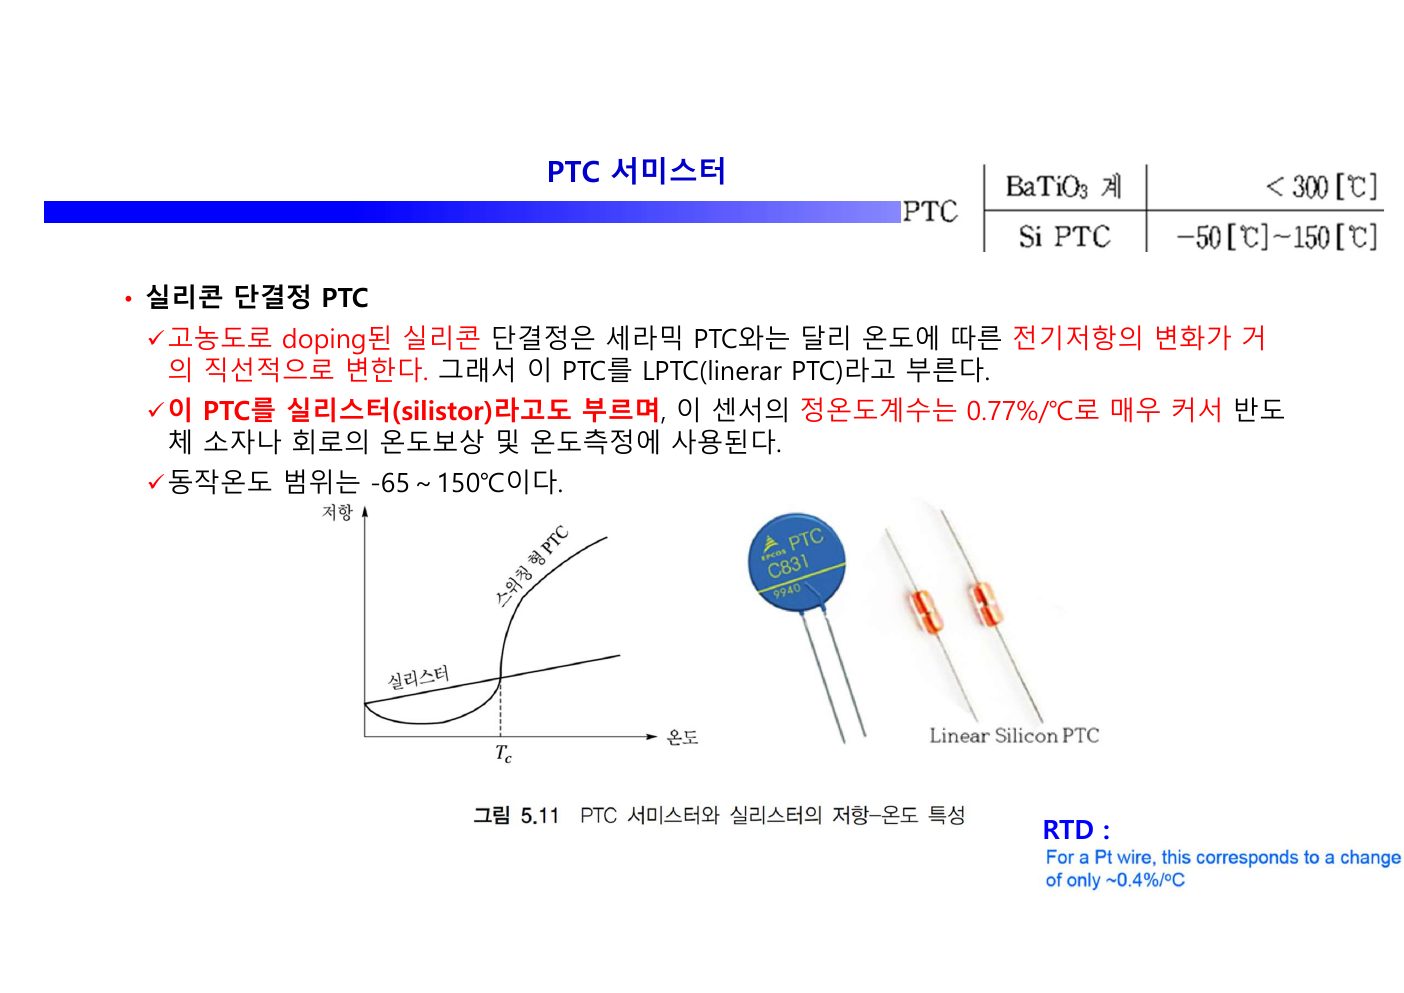 PTC 서미스터
PTC
BaTiO₃ 계
< 300[℃]
Si PTC
−50[℃]~150[℃]
• 실리콘 단결정 PTC
✓고농도로 doping된 실리콘 단결정은 세라믹 PTC와는 달리 온도에 따른 전기저항의 변화가 거
의 직선적으로 변한다. 그래서 이 PTC를 LPTC(linerar PTC)라고 부른다.
✓이 PTC를 실리스터(silistor)라고도 부르며, 이 센서의 정온도계수는 0.77%/℃로 매우 커서 반도
체 소자나 회로의 온도보상 및 온도측정에 사용된다.
✓동작온도 범위는 -65 ~ 150℃이다.
저항
스위칭 형 PTC
실리스터
온도
Tc
EPCOS
PTC
C831
9940
Linear Silicon PTC
그림 5.11 PTC 서미스터와 실리스터의 저항−온도 특성
RTD :
For a Pt wire, this corresponds to a change
of only ~0.4%/ºC